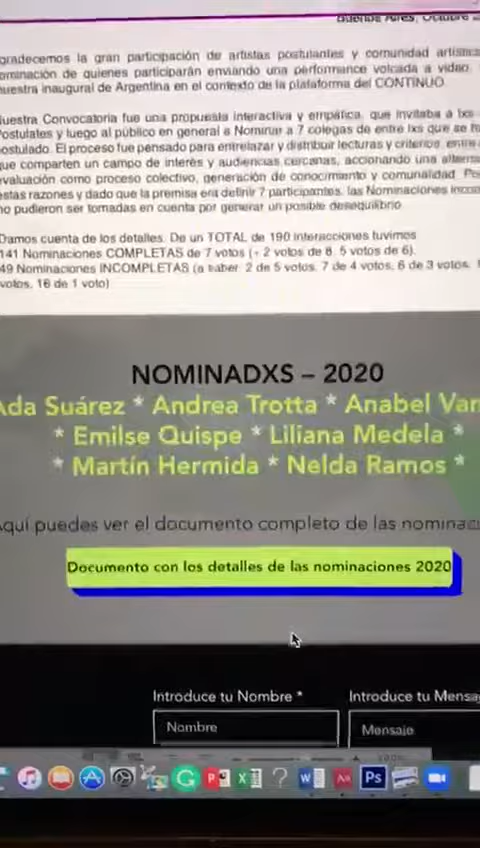 Buenos Aires, Octubre
gradecemos la gran participación de artistas postulantes y comunidad artística
ominación de quienes participarán enviando una performance volcada a video
uestra inaugural de Argentina en el contexto de la plataforma del CONTINUO.
uestra Convocatoria fue una propuesta interactiva y empática, que invitaba a lxs
Postulates y luego al público en general a Nominar a 7 colegas de entre lxs que se
postulado. El proceso fue pensado para entrelazar y distribuir lecturas y criterios, entre
que comparten un campo de interés y audiencias cercanas, accionando una
evaluación como proceso colectivo, generación de conocimiento y comunalidad.
estas razones y dado que la premisa era definir 7 participantes, las Nominaciones
no pudieron ser tomadas en cuenta por generar un posible desequilibrio.
Damos cuenta de los detalles. De un TOTAL de 190 interacciones tuvimos
141 Nominaciones COMPLETAS de 7 votos (+ 2 votos de 8, 5 votos de 6).
49 Nominaciones INCOMPLETAS (a saber: 2 de 5 votos, 7 de 4 votos, 6 de 3 votos,
votos, 16 de 1 voto)
NOMINADXS – 2020
Ada Suárez * Andrea Trotta * Anabel Van
* Emilse Quispe * Liliana Medela *
* Martín Hermida * Nelda Ramos *
Aquí puedes ver el documento completo de las nominaci
Documento con los detalles de las nominaciones 2020
Introduce tu Nombre * Introduce tu Mensa
Nombre Mensaje
Ps